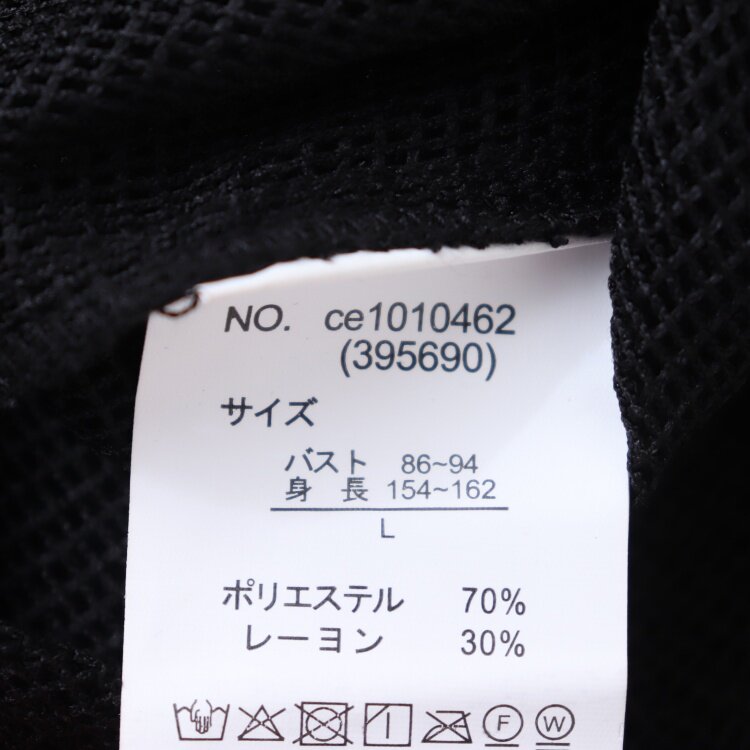 NO. ce1010462
(395690)
サイズ
バスト 86~94
身 長 154~162
L
ポリエステル 70%
レーヨン 30%
F W